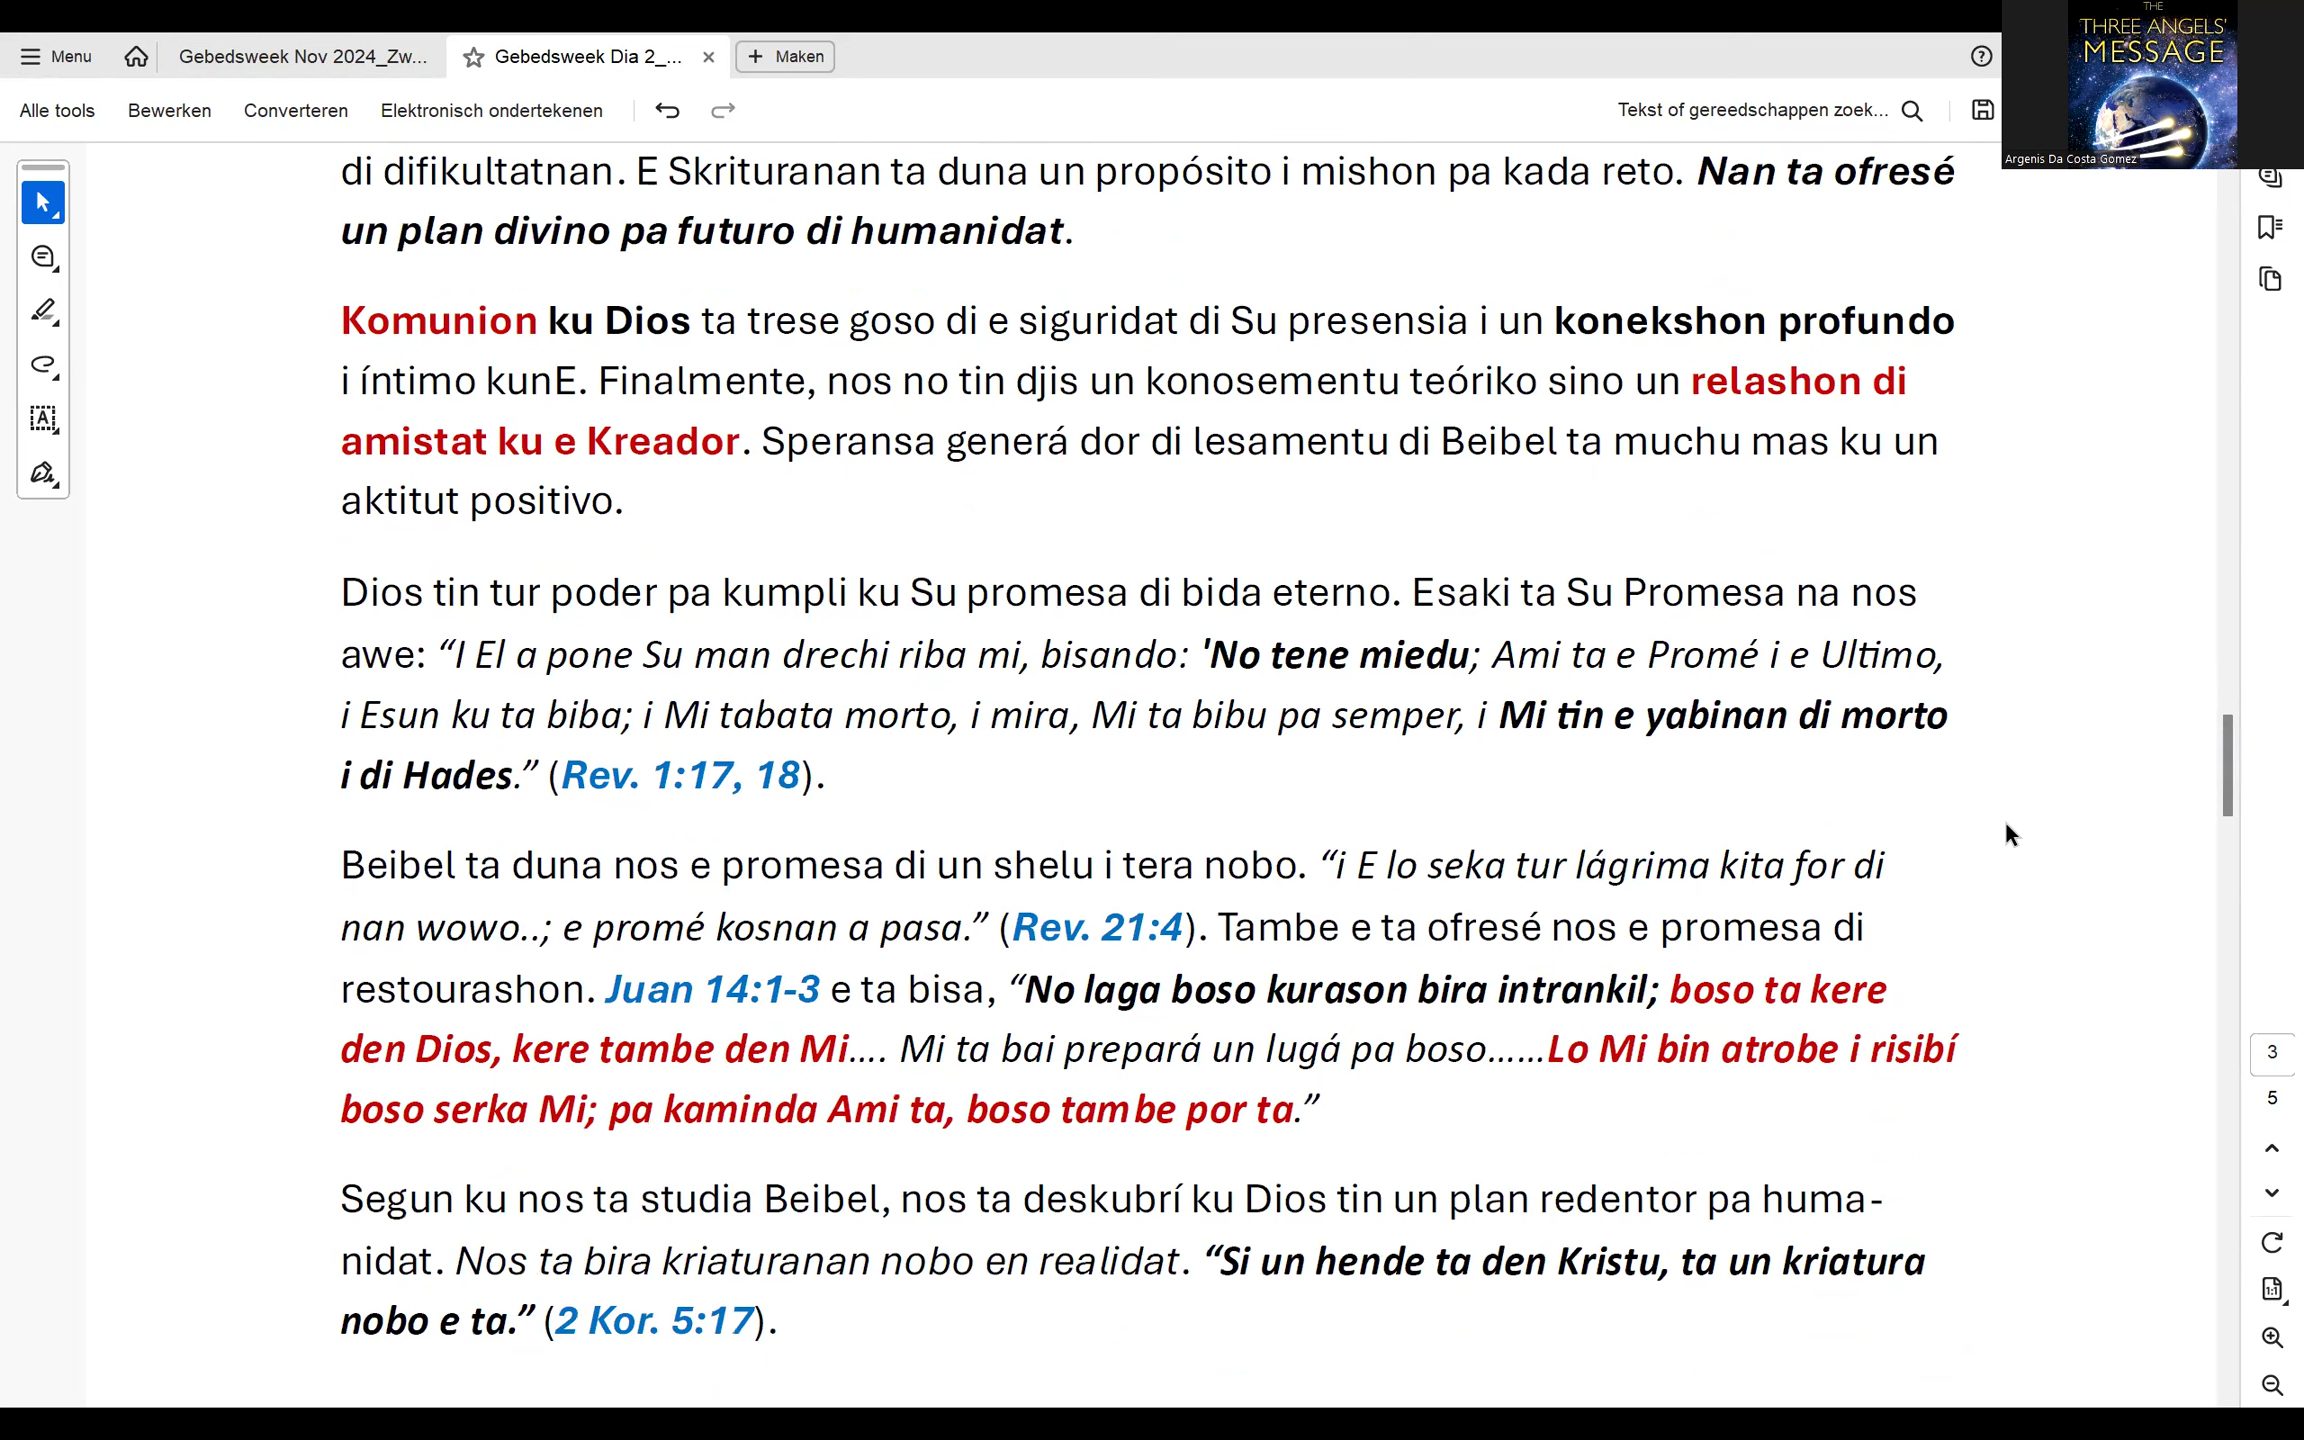 THE
THREE ANGELS'
MESSAGE
Argenis Da Costa Gomez
Menu
Gebedsweek Nov 2024_Zw...
Gebedsweek Dia 2_...
Maken
Alle tools
Bewerken
Converteren
Elektronisch ondertekenen
Tekst of gereedschappen zoek...
di difikultatnan. E Skrituranan ta duna un propósito i mishon pa kada reto. Nan ta ofresé
un plan divino pa futuro di humanidat.
Komunion ku Dios ta trese goso di e siguridat di Su presensia i un konekshon profundo
i íntimo kunE. Finalmente, nos no tin djis un konosementu teóriko sino un relashon di
amistat ku e Kreador. Speransa generá dor di lesamentu di Beibel ta muchu mas ku un
aktitut positivo.
Dios tin tur poder pa kumpli ku Su promesa di bida eterno. Esaki ta Su Promesa na nos
awe: “I El a pone Su man drechi riba mi, bisando: 'No tene miedu; Ami ta e Promé i e Ultimo,
i Esun ku ta biba; i Mi tabata morto, i mira, Mi ta bibu pa semper, i Mi tin e yabinan di morto
i di Hades.” (Rev. 1:17, 18).
Beibel ta duna nos e promesa di un shelu i tera nobo. “i E lo seka tur lágrima kita for di
nan wowo..; e promé kosnan a pasa.” (Rev. 21:4). Tambe e ta ofresé nos e promesa di
restourashon. Juan 14:1-3 e ta bisa, “No laga boso kurason bira intrankil; boso ta kere
den Dios, kere tambe den Mi.... Mi ta bai prepará un lugá pa boso......Lo Mi bin atrobe i risibí
boso serka Mi; pa kaminda Ami ta, boso tambe por ta.”
Segun ku nos ta studia Beibel, nos ta deskubrí ku Dios tin un plan redentor pa huma-
nidat. Nos ta bira kriaturanan nobo en realidat. “Si un hende ta den Kristu, ta un kriatura
nobo e ta.” (2 Kor. 5:17).
3
5